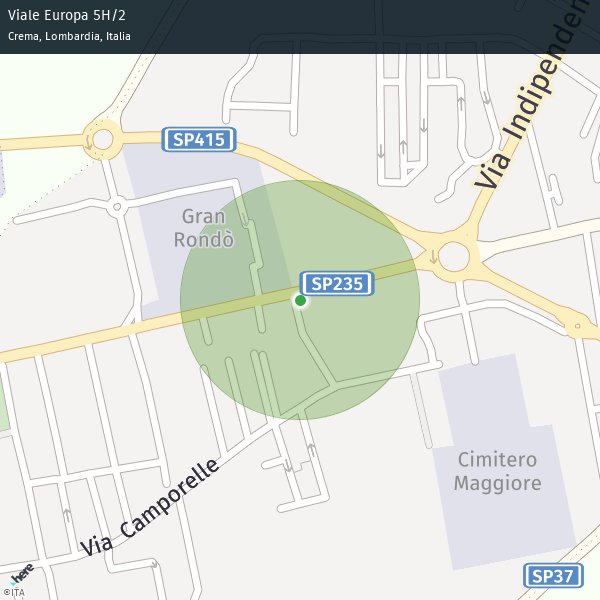 Viale Europa 5H/2
Crema, Lombardia, Italia
Via Indipenden
SP415
Gran
Rondò
SP235
Cimitero
Maggiore
Via Camporelle
SP37
here
©ITA